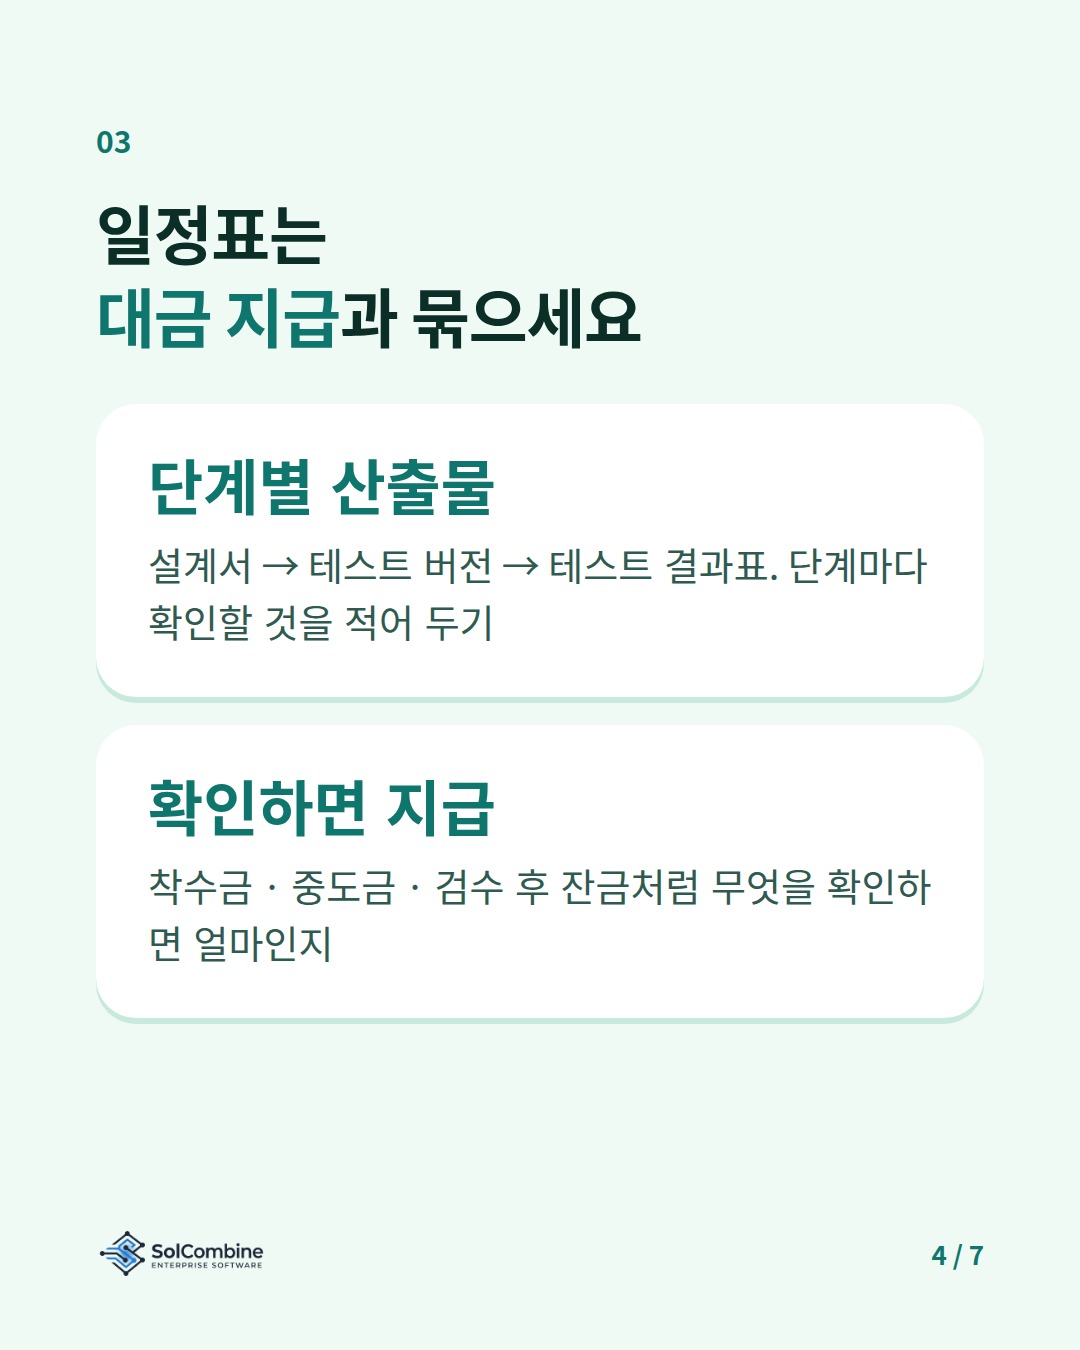 03
일정표는
대금 지급과 묶으세요
단계별 산출물
설계서 → 테스트 버전 → 테스트 결과표. 단계마다
확인할 것을 적어 두기
확인하면 지급
착수금 · 중도금 · 검수 후 잔금처럼 무엇을 확인하
면 얼마인지
SolCombine
ENTERPRISE SOFTWARE
4 / 7